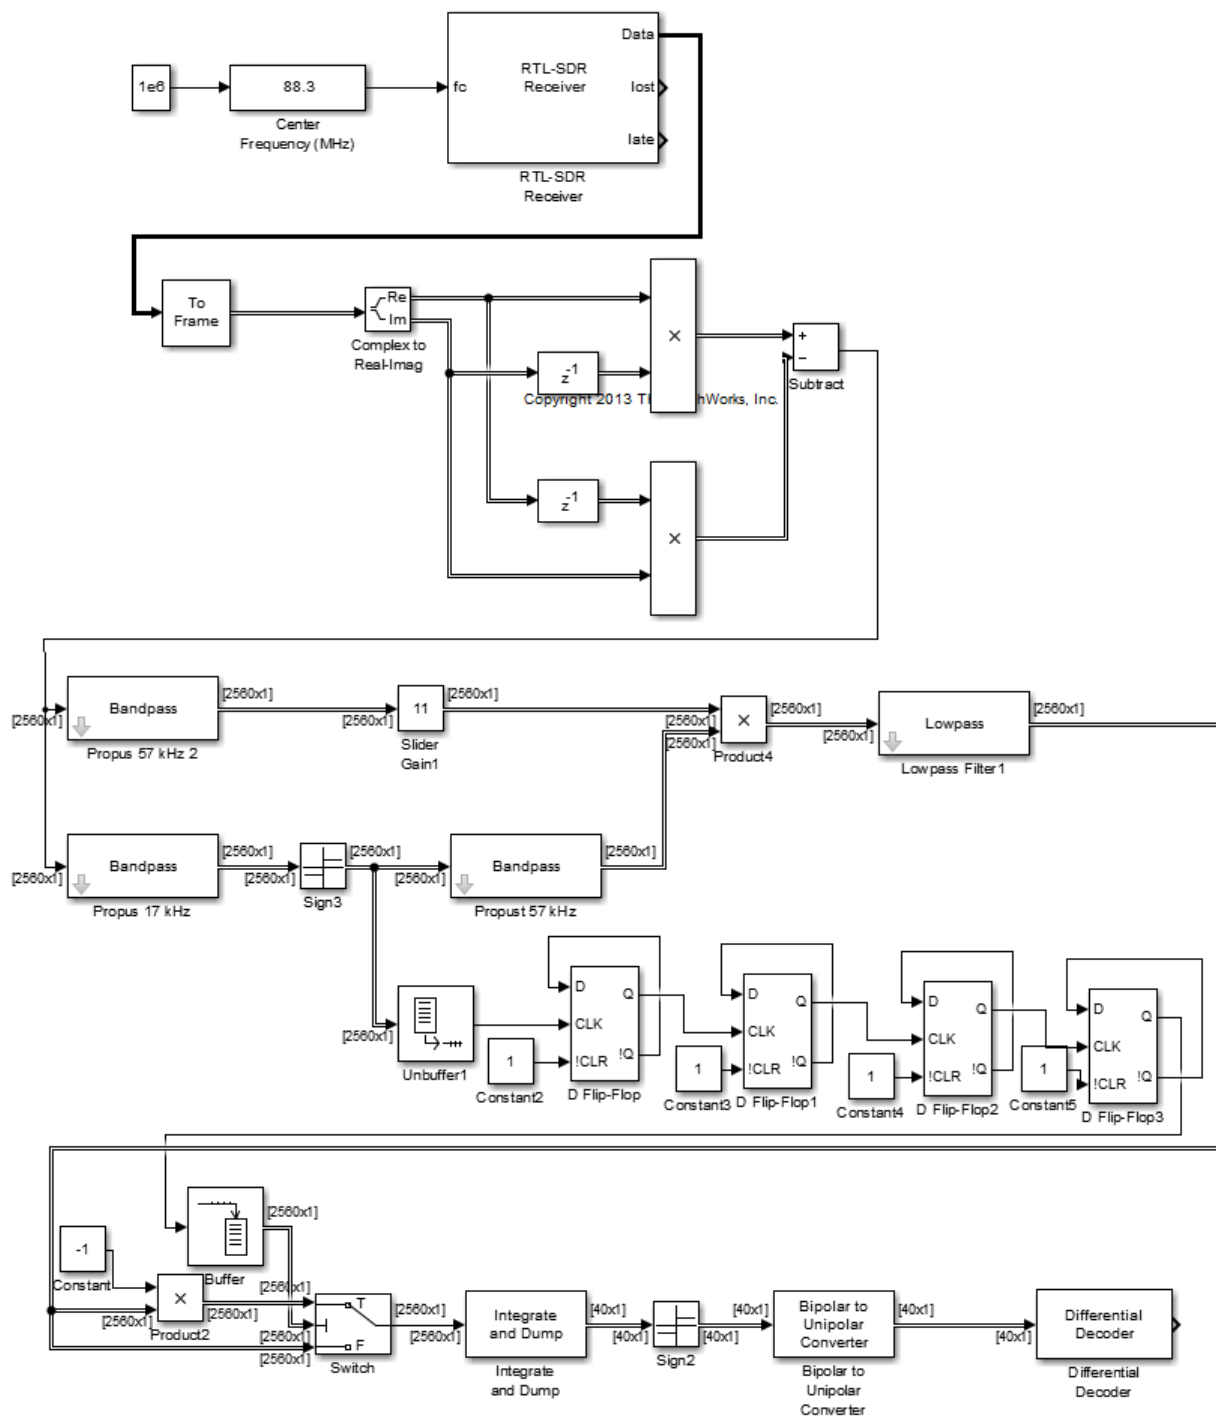 Data
1e6
88.3
fc
RTL-SDR
Receiver
lost
late
Center
Frequency (MHz)
RTL-SDR
Receiver
To
Frame
Re
Im
Complex to
Real-Imag
×
+
−
Subtract
z-1
Copyright 2013 Th hWorks, Inc.
z-1
×
[2560x1]
Bandpass
[2560x1]
Propus 57 kHz 2
[2560x1]
11
[2560x1]
Slider
Gain1
[2560x1]
[2560x1]
×
[2560x1]
Product4
[2560x1]
Lowpass
[2560x1]
Lowpass Filter1
[2560x1]
Bandpass
[2560x1]
Propus 17 kHz
[2560x1]
[2560x1]
Sign3
[2560x1]
Bandpass
[2560x1]
Propust 57 kHz
[2560x1]
Unbuffer1
1
Constant2
D
Q
CLK
!CLR
!Q
D Flip-Flop
1
Constant3
D
Q
CLK
!CLR
!Q
D Flip-Flop1
1
Constant4
D
Q
CLK
!CLR
!Q
D Flip-Flop2
1
Constant5
D
Q
CLK
!CLR
!Q
D Flip-Flop3
[2560x1]
Buffer
-1
Constant
[2560x1]
×
[2560x1]
Product2
[2560x1]
[2560x1]
T
F
Switch
[2560x1]
[2560x1]
Integrate
and Dump
Integrate
and Dump
[40x1]
[40x1]
Sign2
[40x1]
[40x1]
Bipolar to
Unipolar
Converter
Bipolar to
Unipolar
Converter
[40x1]
[40x1]
Differential
Decoder
Differential
Decoder